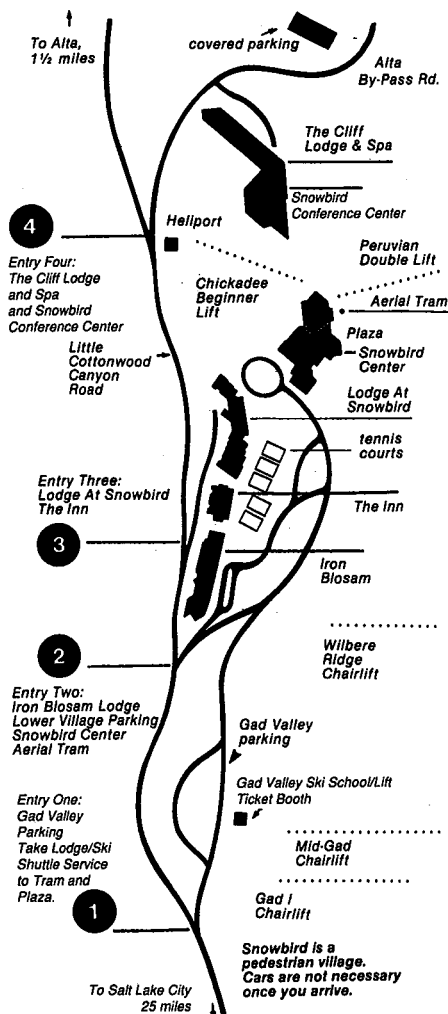 To Alta,
1½ miles
covered parking
Alta
By-Pass Rd.
The Cliff
Lodge & Spa
Snowbird
Conference Center
4
Heliport
Entry Four:
The Cliff Lodge
and Spa
and Snowbird
Conference Center
Peruvian
Double Lift
Chickadee
Beginner
Lift
Aerial Tram
Plaza
Snowbird
Center
Little
Cottonwood
Canyon
Road
Lodge At
Snowbird
tennis
courts
Entry Three:
Lodge At Snowbird
The Inn
The Inn
3
Iron
Blosam
2
Wilbere
Ridge
Chairlift
Entry Two:
Iron Blosam Lodge
Lower Village Parking
Snowbird Center
Aerial Tram
Gad Valley
parking
Gad Valley Ski School/Lift
Ticket Booth
Entry One:
Gad Valley
Parking
Take Lodge/Ski
Shuttle Service
to Tram and
Plaza.
Mid-Gad
Chairlift
1
Gad I
Chairlift
Snowbird is a
pedestrian village.
Cars are not necessary
once you arrive.
To Salt Lake City
25 miles